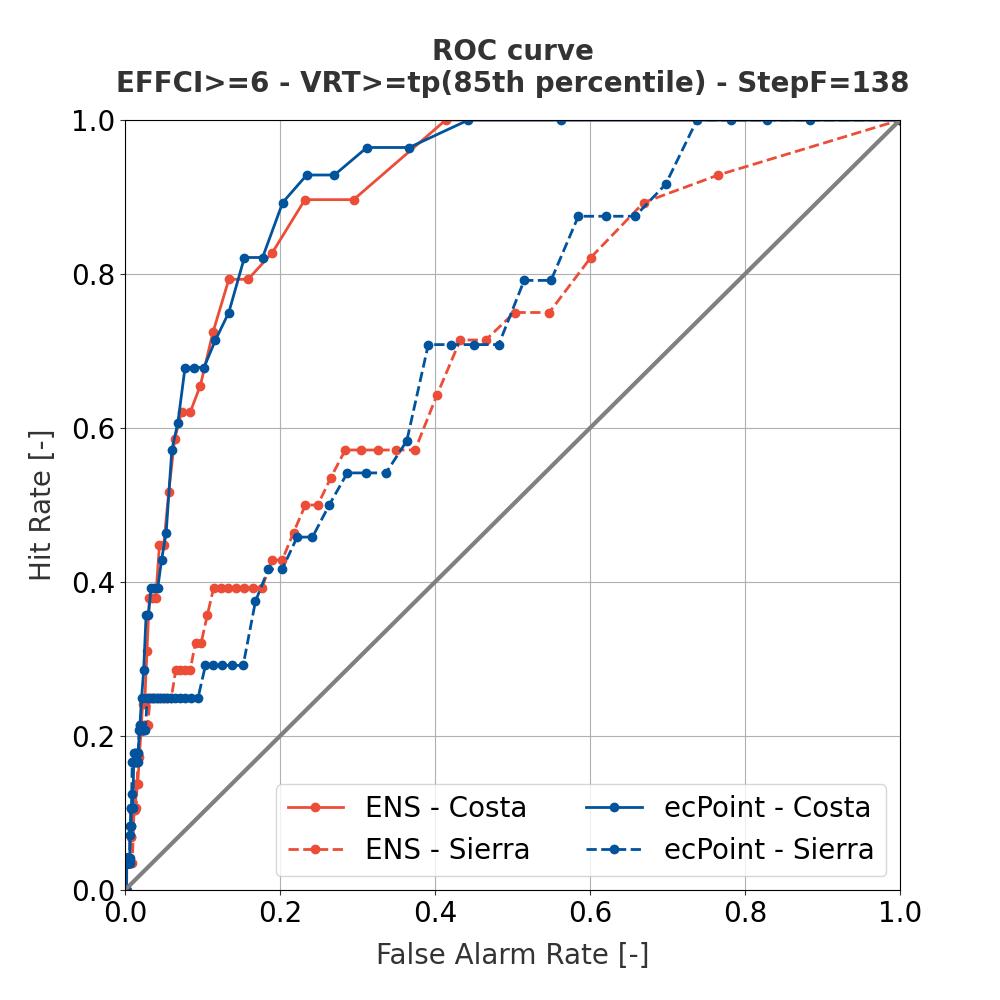 ROC curve
EFFCI>=6 - VRT>=tp(85th percentile) - StepF=138
1.0
0.8
0.6
0.4
0.2
0.0
Hit Rate [-]
ENS - Costa
ENS - Sierra
ecPoint - Costa
ecPoint - Sierra
0.0 0.2 0.4 0.6 0.8 1.0
False Alarm Rate [-]